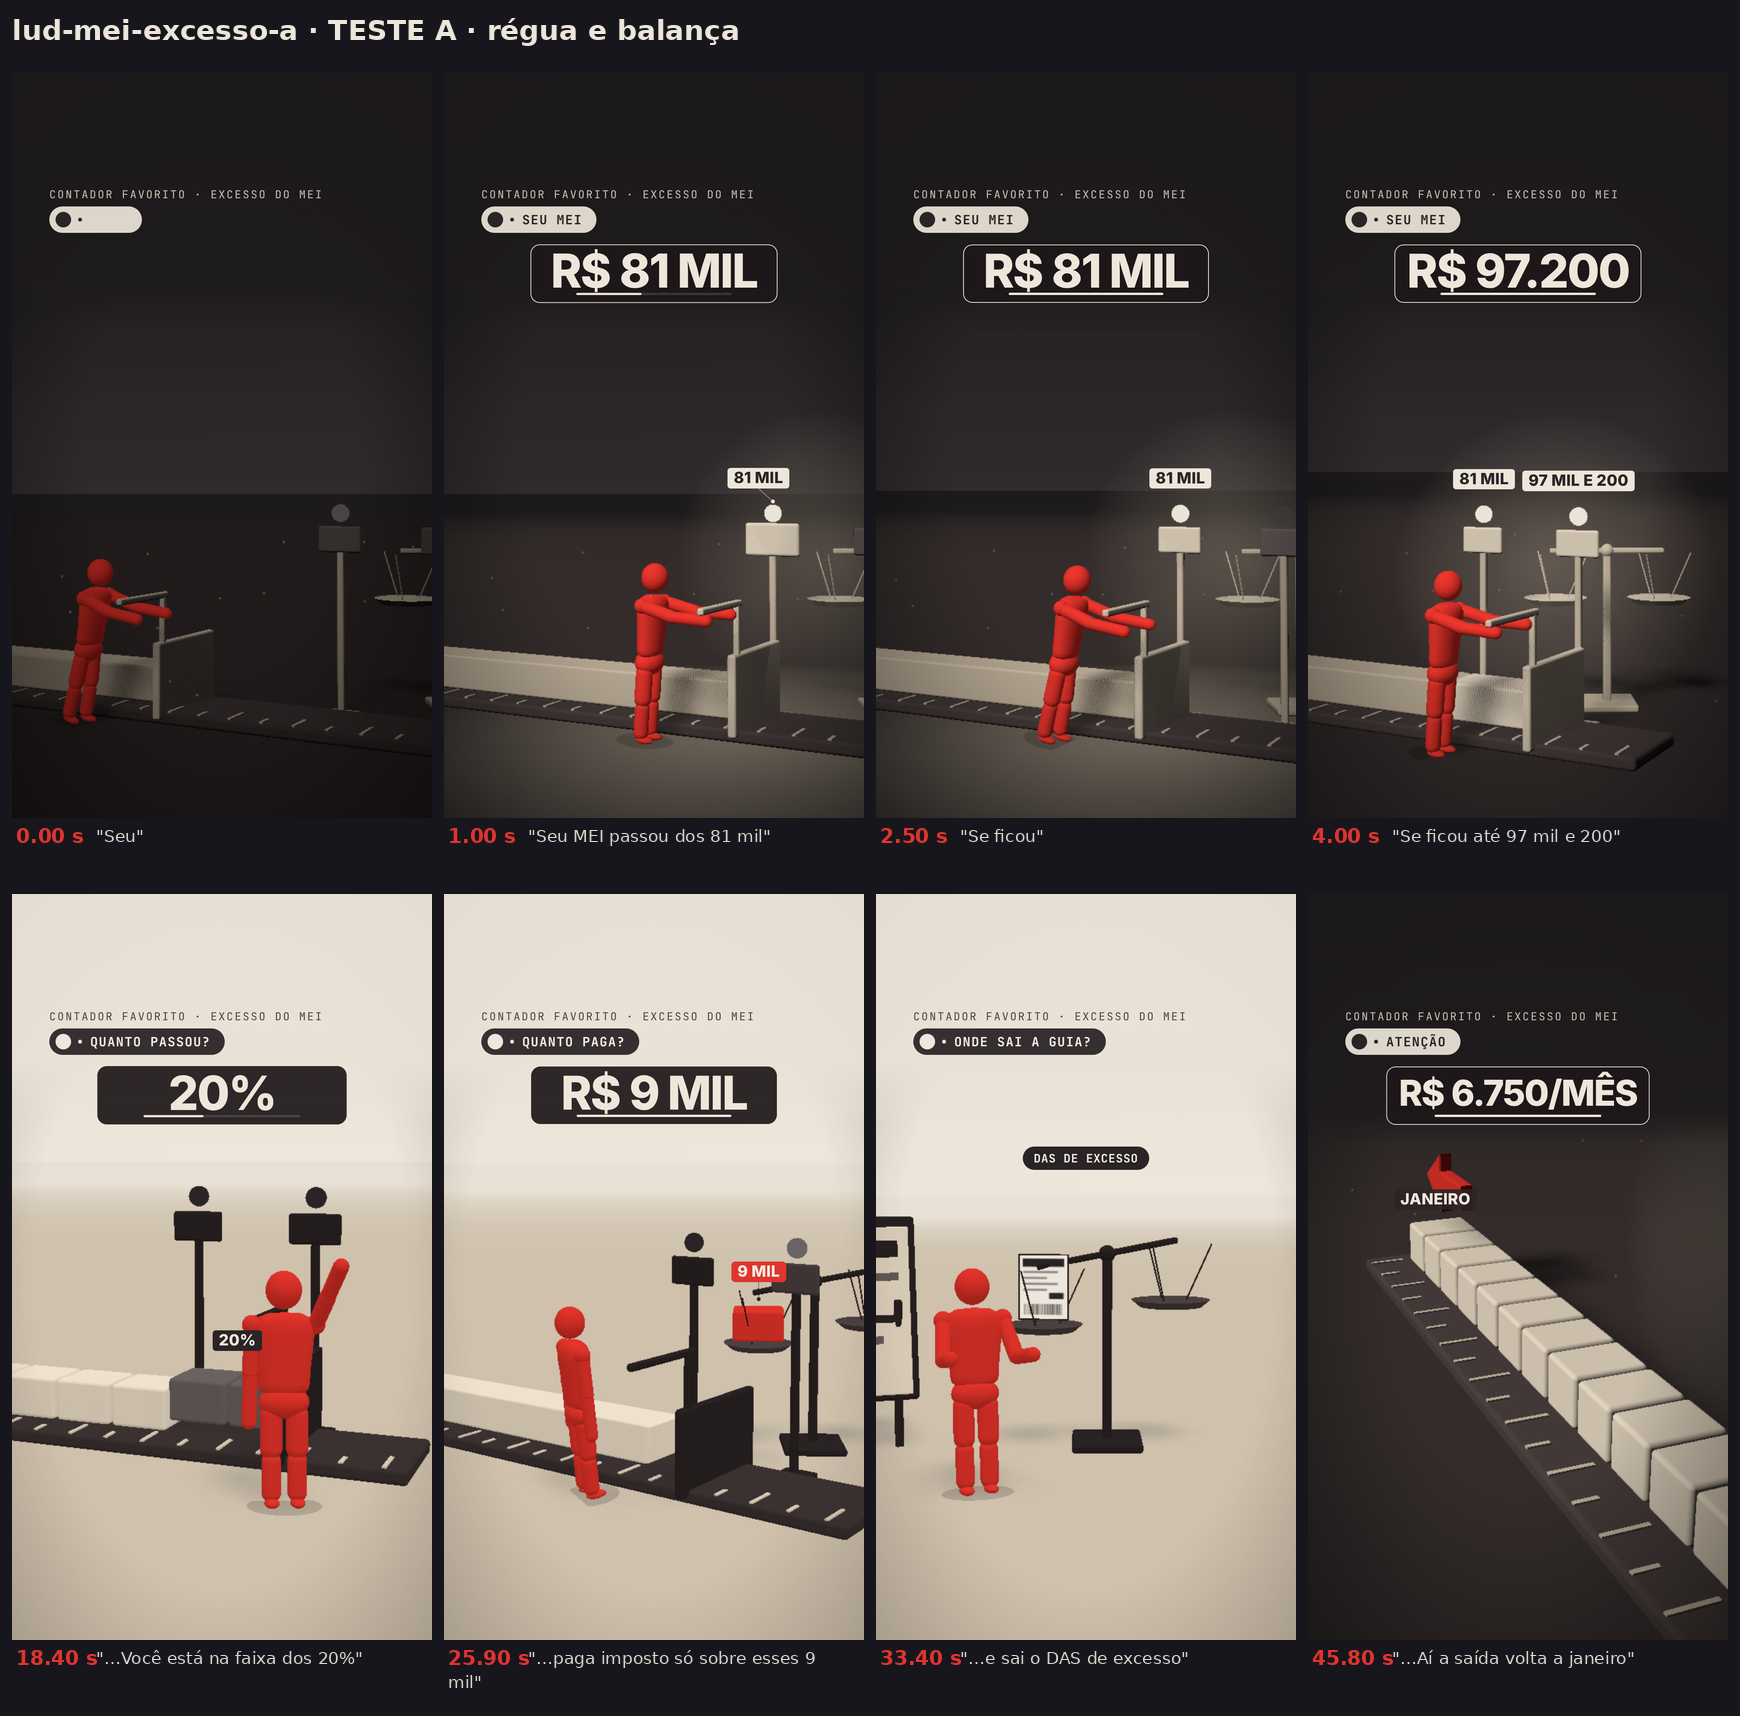 lud-mei-excesso-a · TESTE A · régua e balança
CONTADOR FAVORITO · EXCESSO DO MEI
0.00 s "Seu"
CONTADOR FAVORITO · EXCESSO DO MEI
• SEU MEI
R$ 81 MIL
81 MIL
1.00 s "Seu MEI passou dos 81 mil"
CONTADOR FAVORITO · EXCESSO DO MEI
• SEU MEI
R$ 81 MIL
81 MIL
2.50 s "Se ficou"
CONTADOR FAVORITO · EXCESSO DO MEI
• SEU MEI
R$ 97.200
81 MIL
97 MIL E 200
4.00 s "Se ficou até 97 mil e 200"
CONTADOR FAVORITO · EXCESSO DO MEI
• QUANTO PASSOU?
20%
20%
18.40 s "...Você está na faixa dos 20%"
CONTADOR FAVORITO · EXCESSO DO MEI
• QUANTO PAGA?
R$ 9 MIL
9 MIL
25.90 s "...paga imposto só sobre esses 9
mil"
CONTADOR FAVORITO · EXCESSO DO MEI
• ONDE SAI A GUIA?
DAS DE EXCESSO
33.40 s "...e sai o DAS de excesso"
CONTADOR FAVORITO · EXCESSO DO MEI
• ATENÇÃO
R$ 6.750/MÊS
JANEIRO
45.80 s "...Aí a saída volta a janeiro"